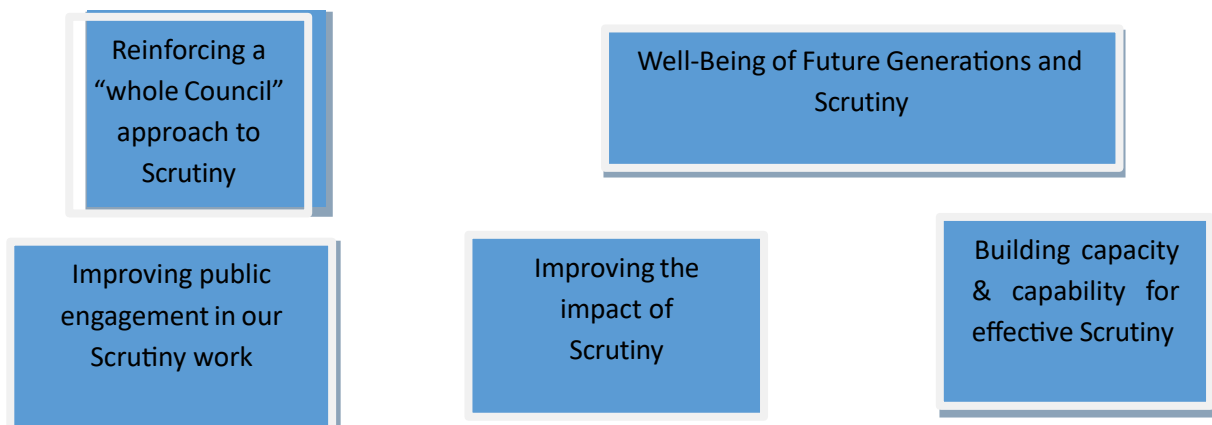 Reinforcing a
“whole Council”
approach to
Scrutiny
Well-Being of Future Generations and
Scrutiny
Improving public
engagement in our
Scrutiny work
Improving the
impact of
Scrutiny
Building capacity
& capability for
effective Scrutiny